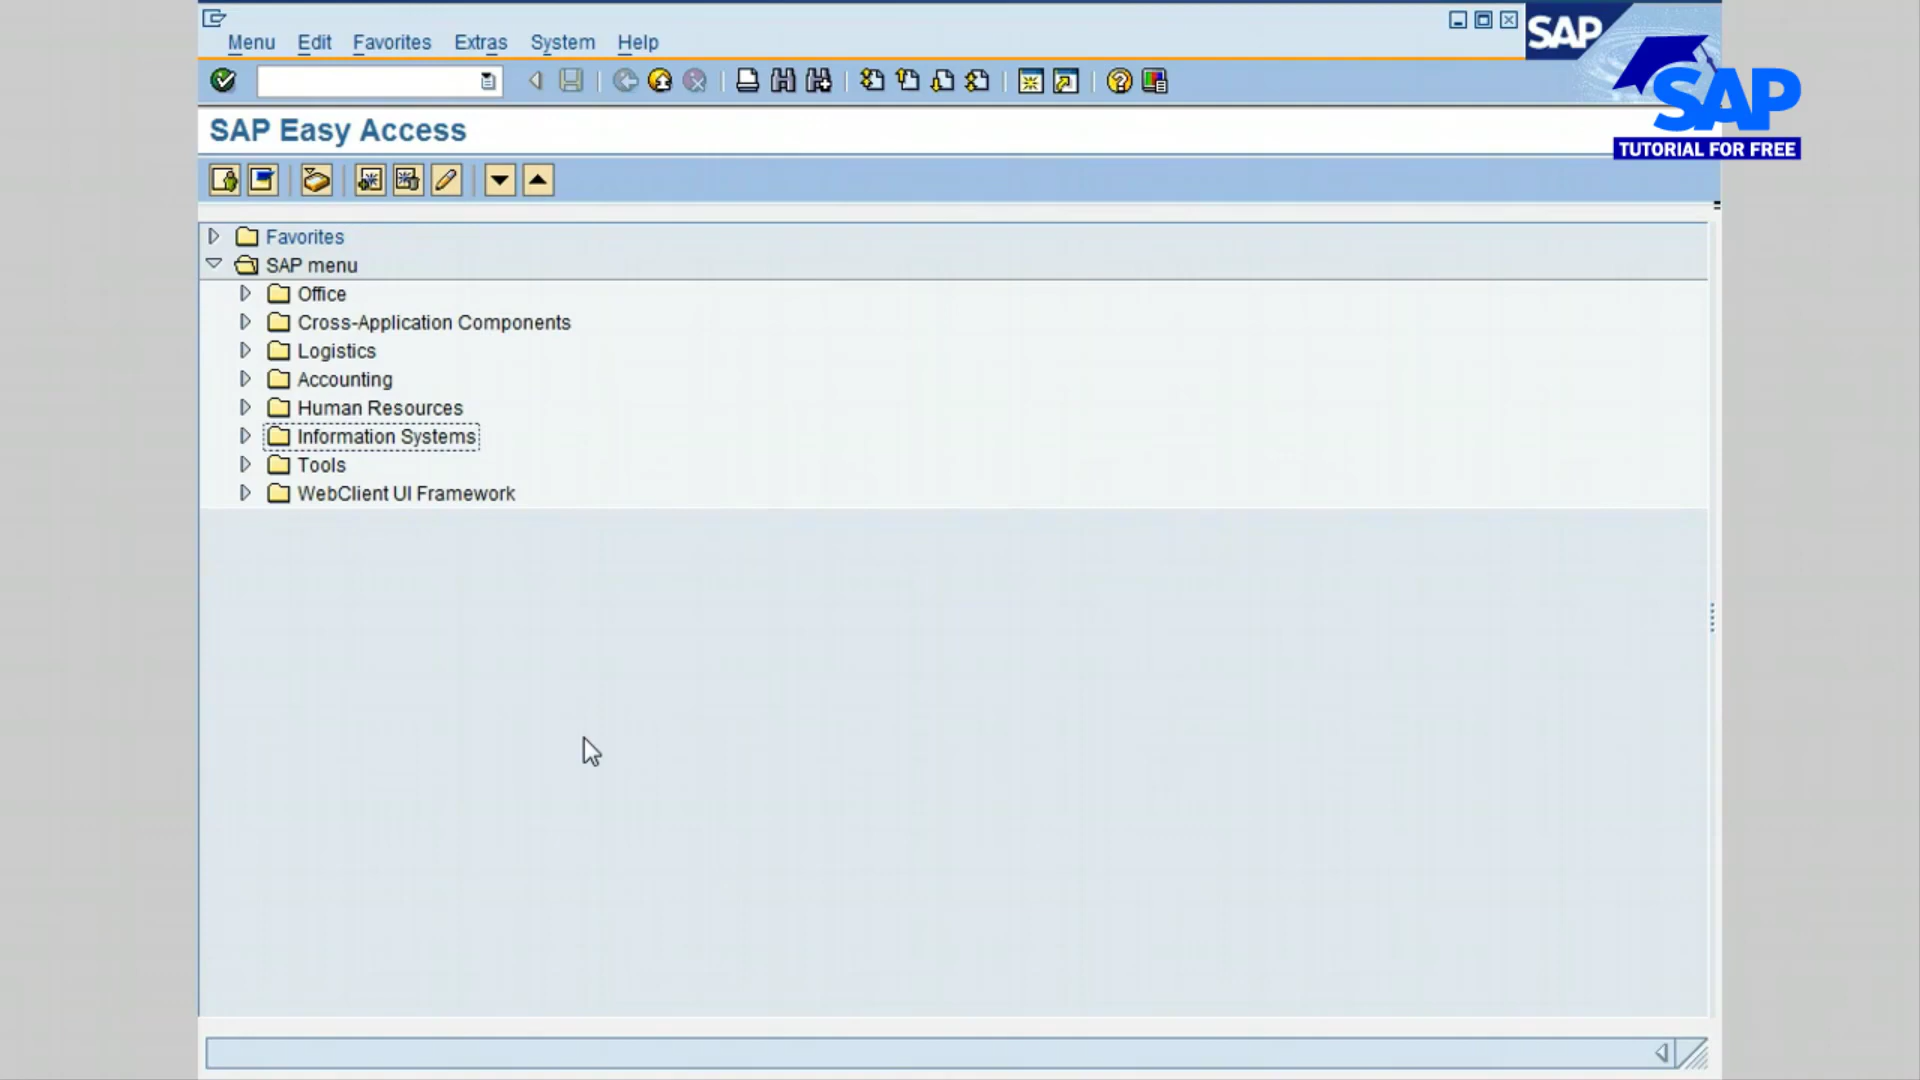 Menu Edit Favorites Extras System Help
SAP
SAP
TUTORIAL FOR FREE
SAP Easy Access
Favorites
SAP menu
Office
Cross-Application Components
Logistics
Accounting
Human Resources
Information Systems
Tools
WebClient UI Framework